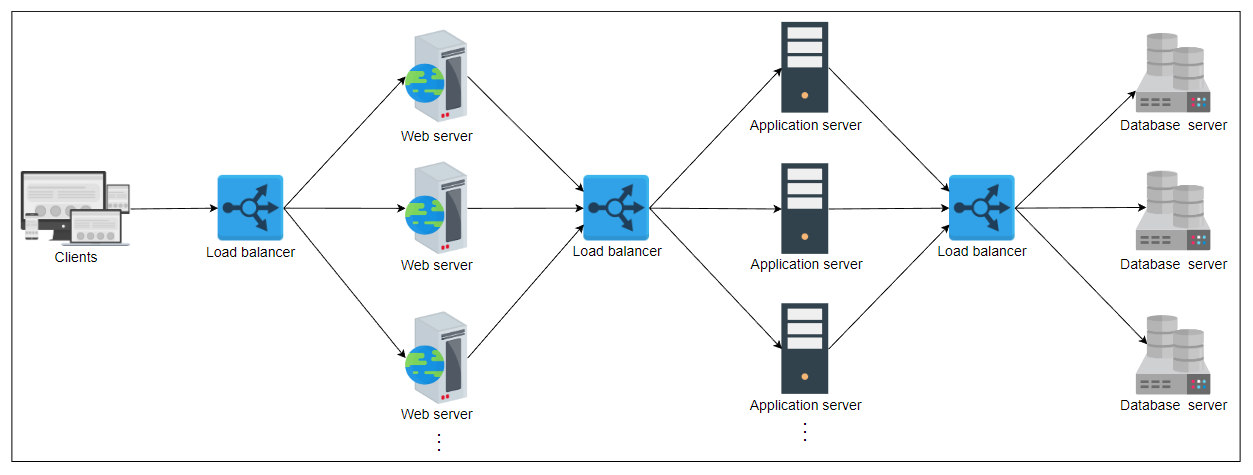 Clients
Load balancer
Web server
Web server
Web server
Load balancer
Application server
Application server
Application server
Load balancer
Database server
Database server
Database server